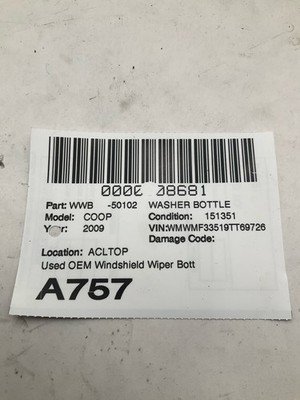 0000 08681
Part: WWB -50102 WASHER BOTTLE
Model: COOP Condition: 151351
Year: 2009 VIN:WMWMF33519TT69726
Damage Code:
Location: ACLTOP
Used OEM Windshield Wiper Bott
A757